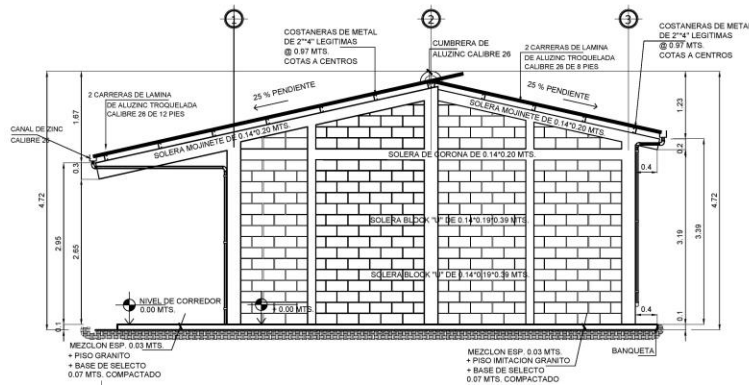 1
2
3
COSTANERAS DE METAL
DE 2"*4" LEGITIMAS
@ 0.97 MTS.
COTAS A CENTROS
CUMBRERA DE
ALUZINC CALIBRE 26
2 CARRERAS DE LAMINA
DE ALUZINC TROQUELADA
CALIBRE 26 DE 8 PIES
COSTANERAS DE METAL
DE 2"*4" LEGITIMAS
@ 0.97 MTS.
COTAS A CENTROS
2 CARRERAS DE LAMINA
DE ALUZINC TROQUELADA
CALIBRE 26 DE 12 PIES
25 % PENDIENTE
25 % PENDIENTE
CANAL DE ZINC
CALIBRE 26
SOLERA MOJINETE DE 0.14*0.20 MTS.
SOLERA MOJINETE DE 0.14*0.20 MTS.
SOLERA DE CORONA DE 0.14*0.20 MTS.
SOLERA BLOCK "U" DE 0.14*0.19*0.39 MTS.
SOLERA BLOCK "U" DE 0.14*0.19*0.39 MTS.
4.72
1.67
0.3
2.95
2.65
0.1
1.23
0.2
0.4
4.72
3.19
3.39
0.4
0.1
NIVEL DE CORREDOR
0.00 MTS.
+ 0.00 MTS.
MEZCLON ESP. 0.03 MTS.
+ PISO GRANITO
+ BASE DE SELECTO
0.07 MTS. COMPACTADO
MEZCLON ESP. 0.03 MTS.
+ PISO IMITACION GRANITO
+ BASE DE SELECTO
0.07 MTS. COMPACTADO
BANQUETA